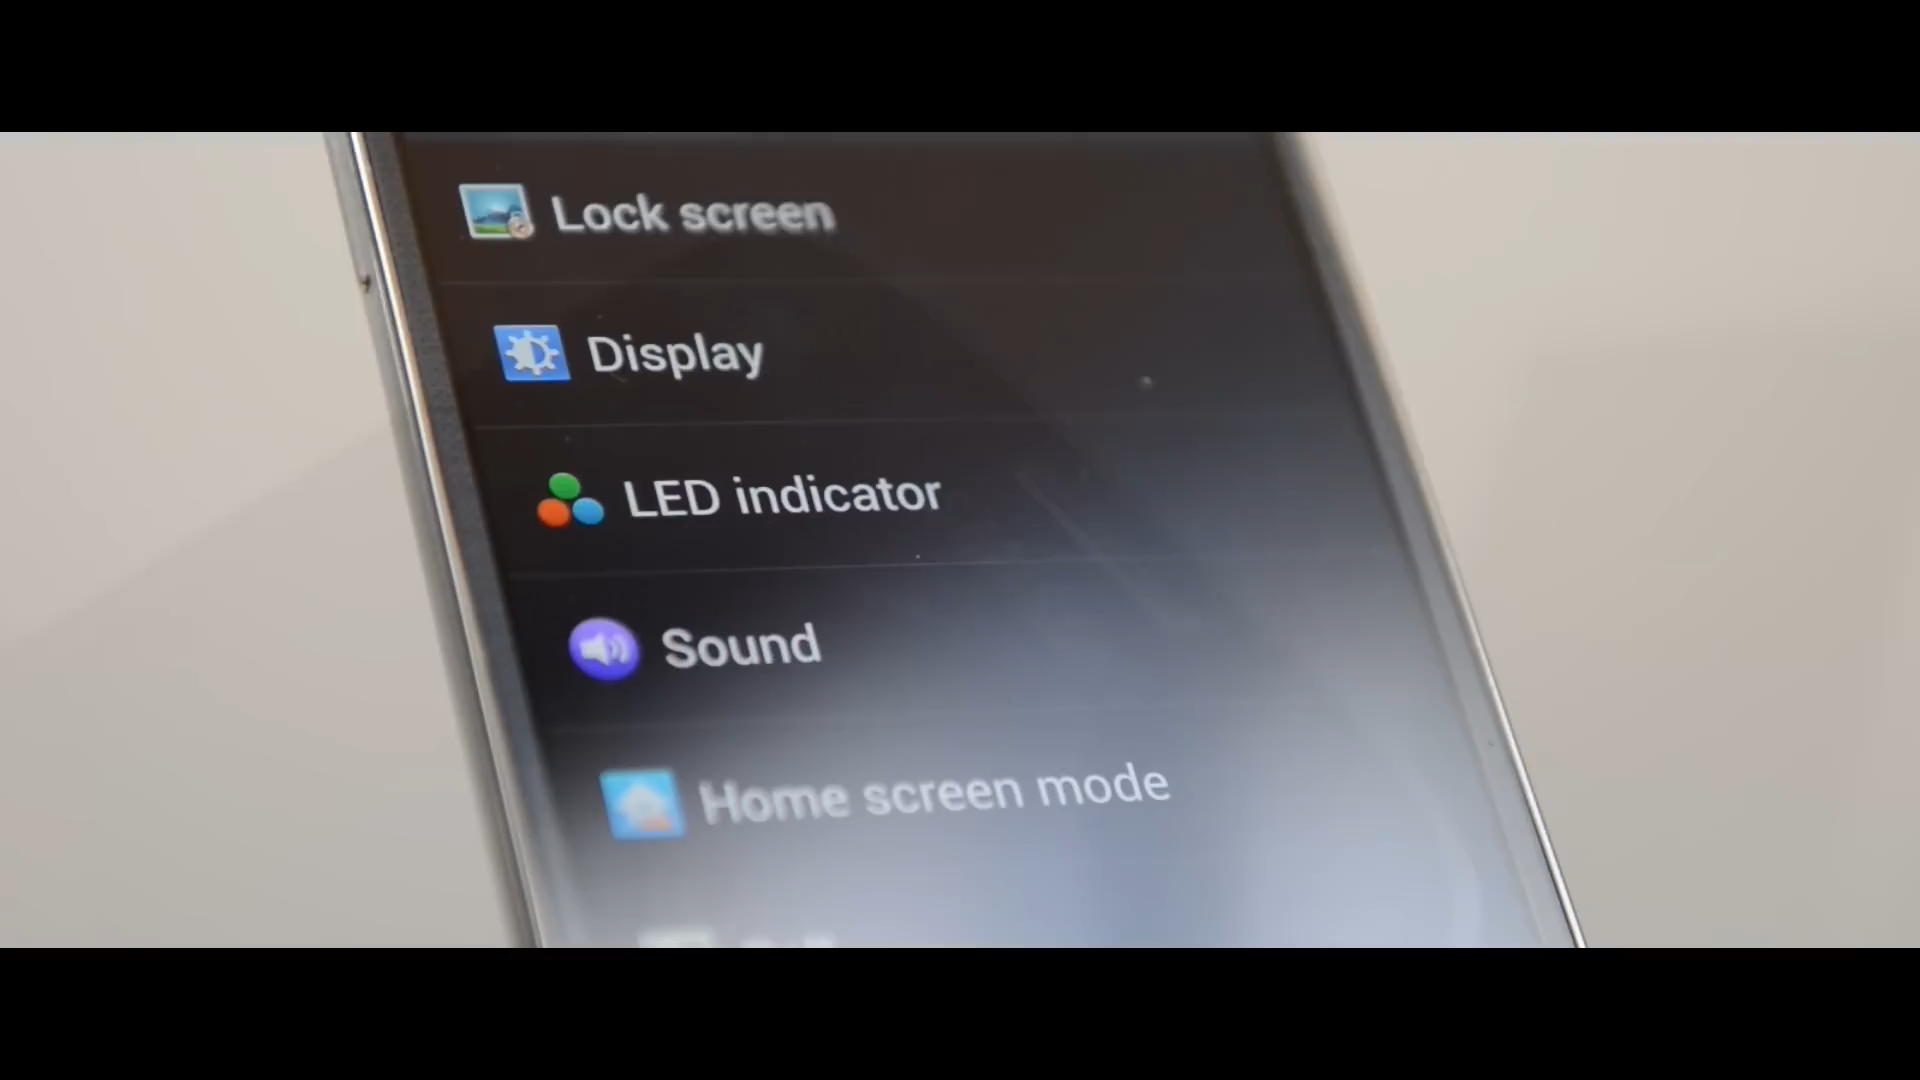 Lock screen
Display
LED indicator
Sound
Home screen mode